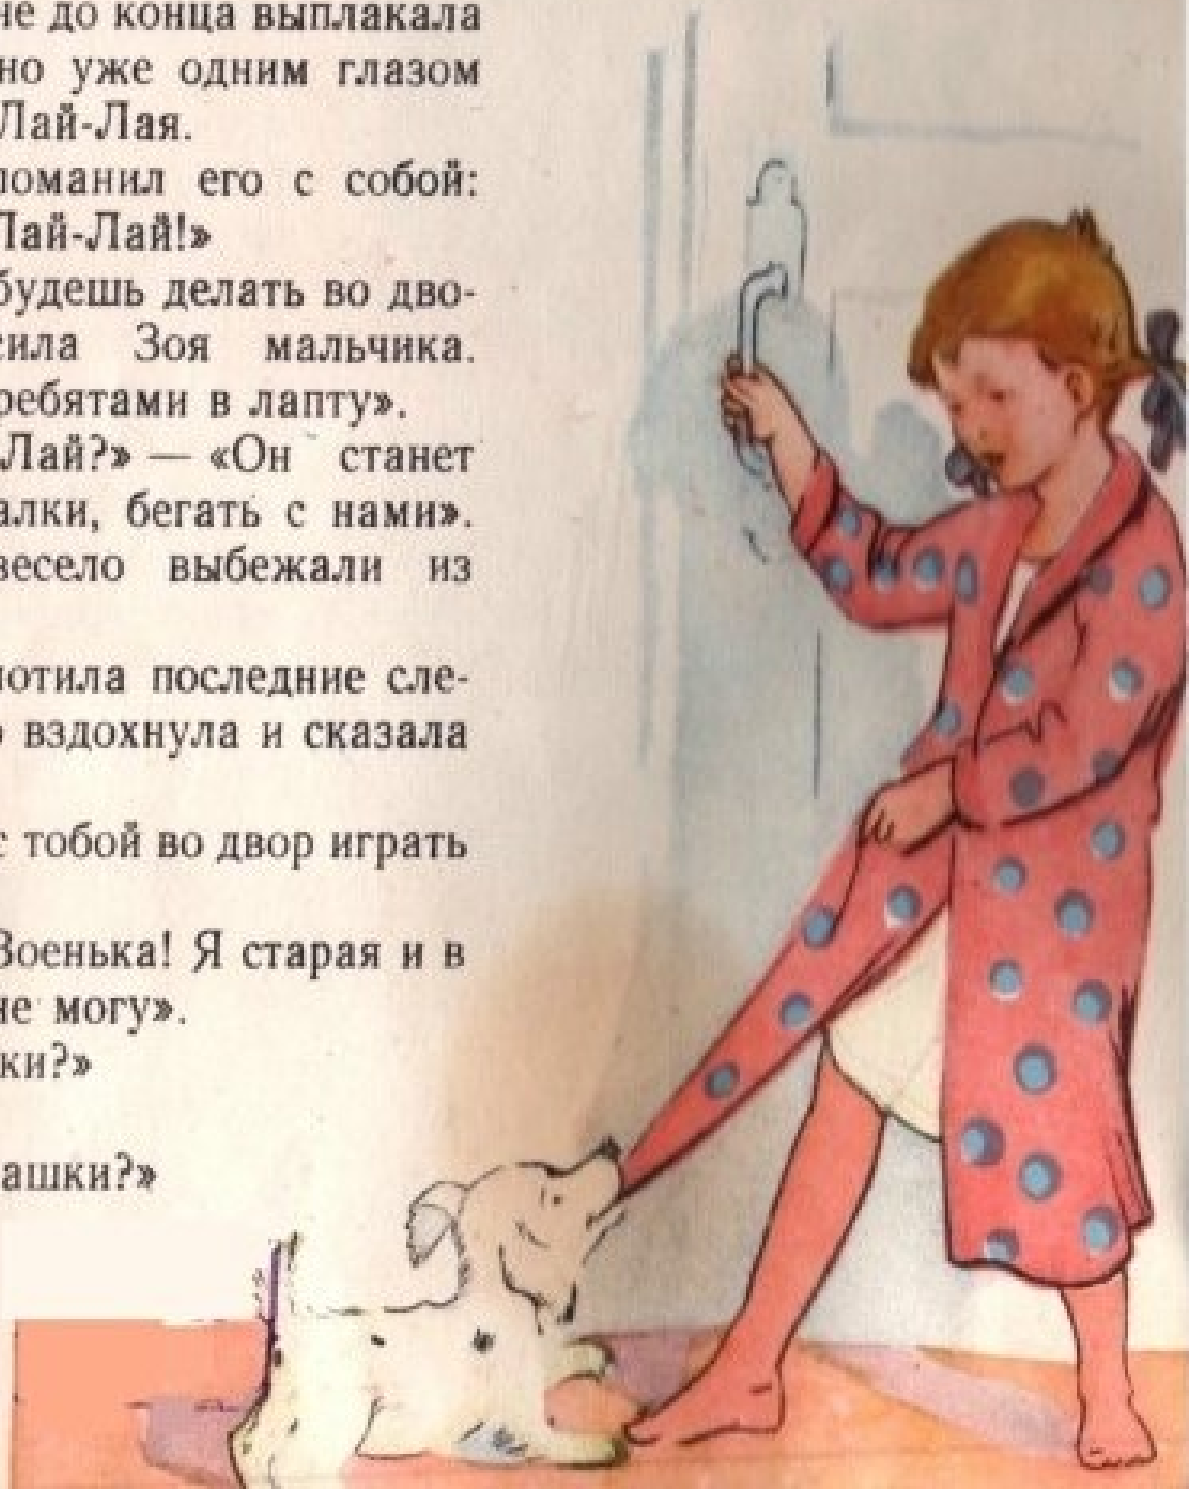 не до конца выплакала
но уже одним глазом
Лай-Лая.
поманил его с собой:
Лай-Лай!»
будешь делать во дво-
сила Зоя мальчика.
ребятами в лапту».
Лай?» — «Он станет
алки, бегать с нами».
весело выбежали из
лотила последние сле-
о вздохнула и сказала
с тобой во двор играть
Зоенька! Я старая и в
не могу».
ки?»
ашки?»